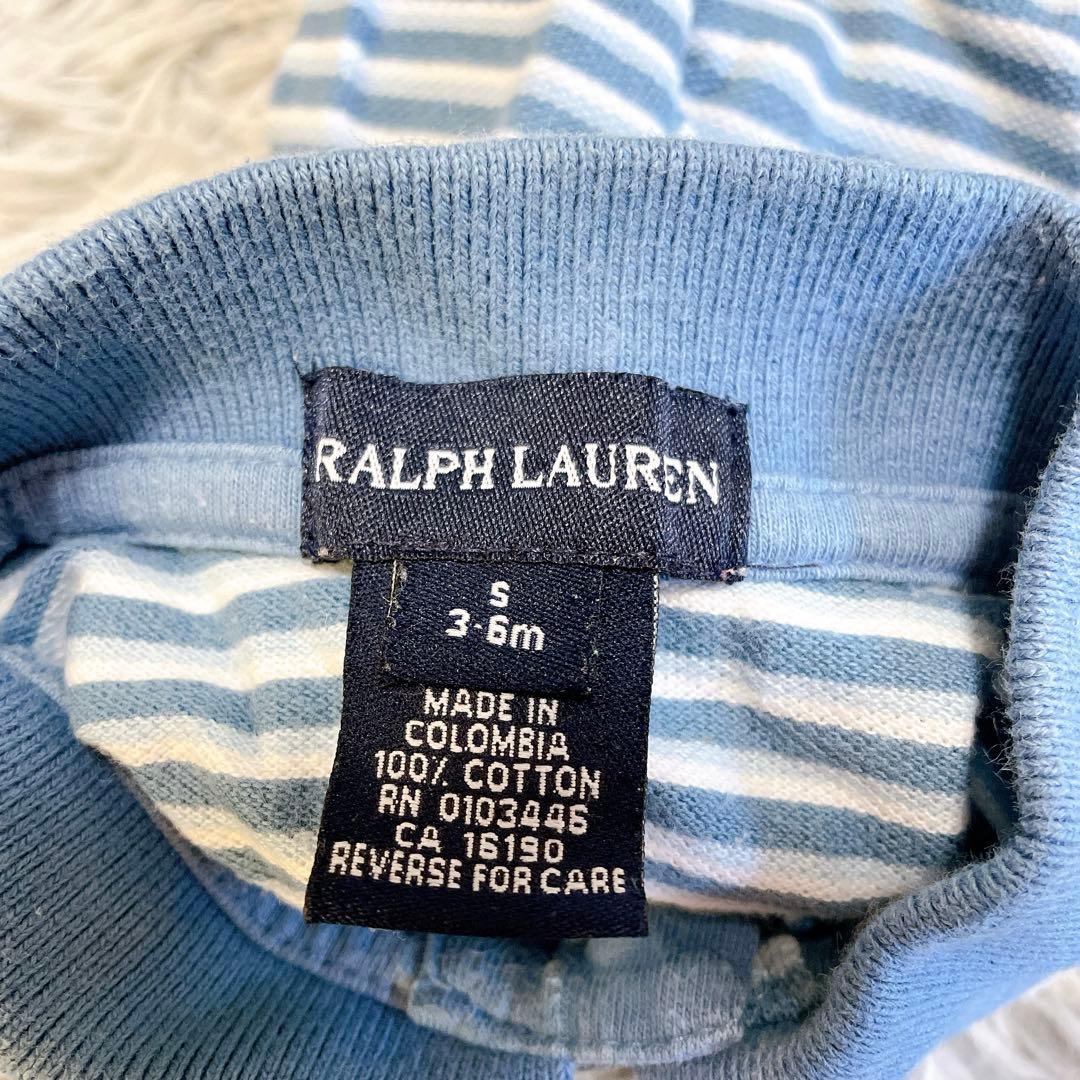 RALPH LAUREN
S
3-6m
MADE IN
COLOMBIA
100% COTTON
RN 0103446
CA 16190
REVERSE FOR CARE